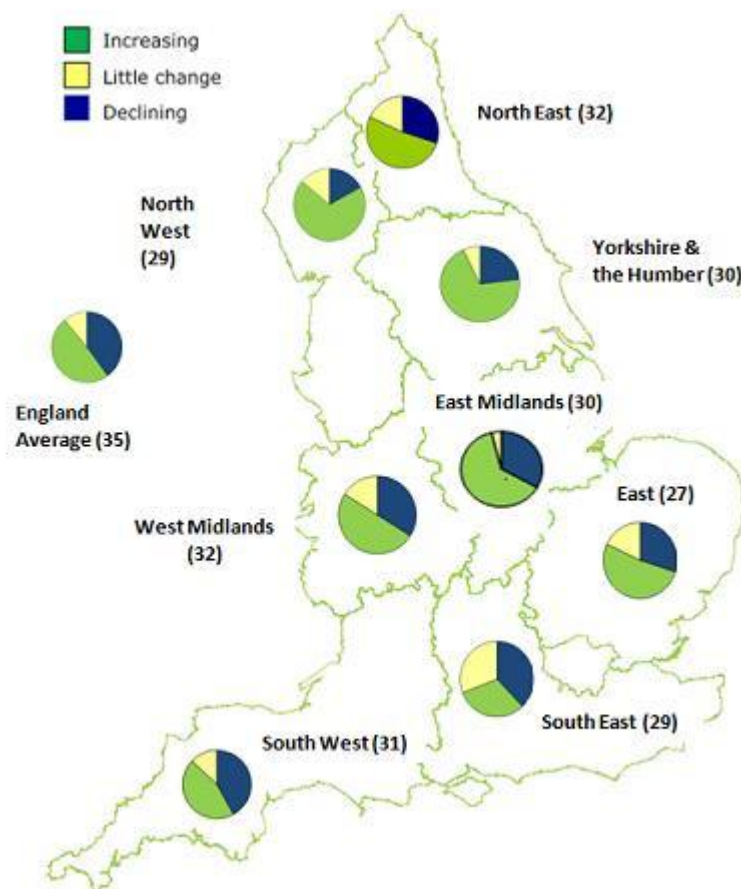 Increasing
Little change
Declining
North East (32)
North
West
(29)
Yorkshire &
the Humber (30)
England
Average (35)
East Midlands (30)
East (27)
West Midlands
(32)
South East (29)
South West (31)